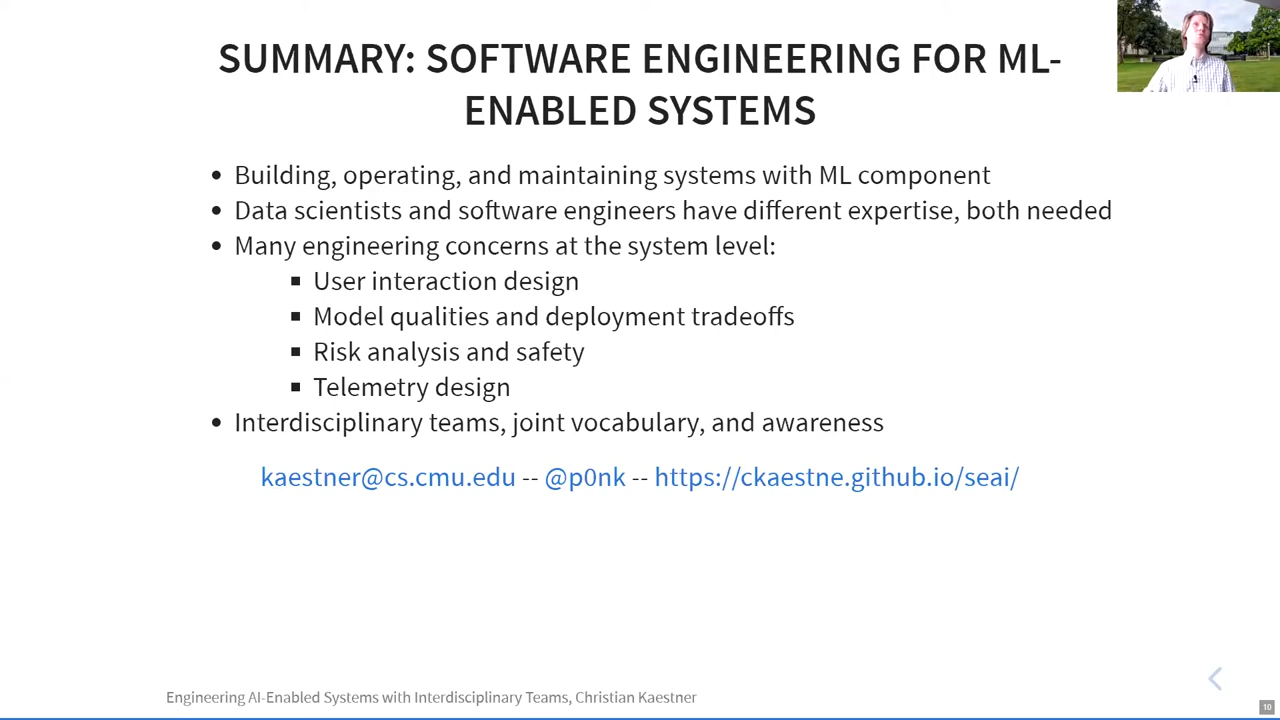 SUMMARY: SOFTWARE ENGINEERING FOR ML-
ENABLED SYSTEMS
• Building, operating, and maintaining systems with ML component
• Data scientists and software engineers have different expertise, both needed
• Many engineering concerns at the system level:
▪ User interaction design
▪ Model qualities and deployment tradeoffs
▪ Risk analysis and safety
▪ Telemetry design
• Interdisciplinary teams, joint vocabulary, and awareness
kaestner@cs.cmu.edu -- @p0nk -- https://ckaestne.github.io/seai/
Engineering AI-Enabled Systems with Interdisciplinary Teams, Christian Kaestner
10